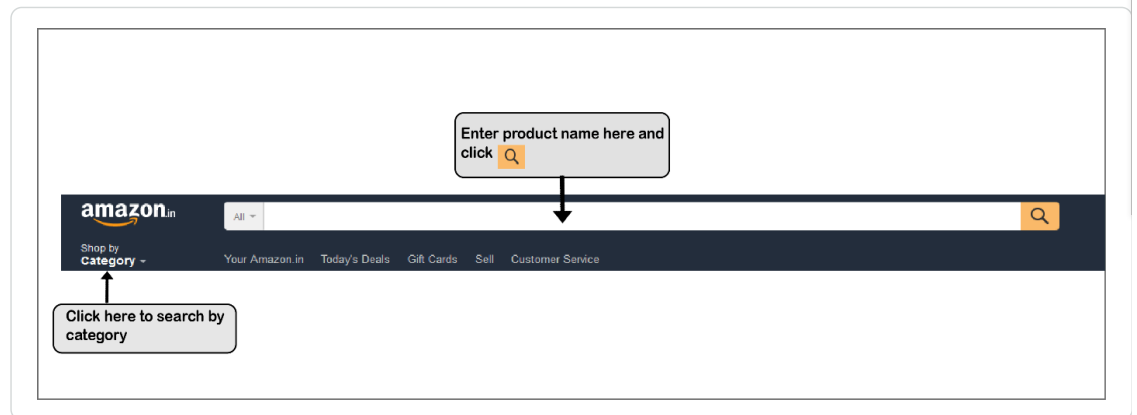 Enter product name here and
click
amazon.in
All
Shop by
Category
Your Amazon.in Today's Deals Gift Cards Sell Customer Service
Click here to search by
category